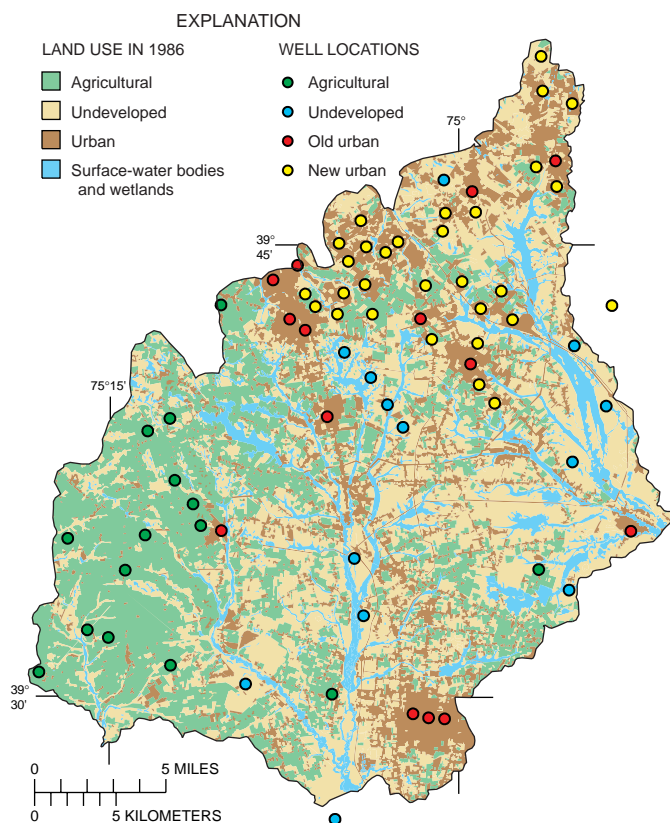 EXPLANATION
LAND USE IN 1986
Agricultural
Undeveloped
Urban
Surface-water bodies
and wetlands
WELL LOCATIONS
Agricultural
Undeveloped
Old urban
New urban
75°
39°
45'
75°15'
39°
30'
0 5 MILES
0 5 KILOMETERS